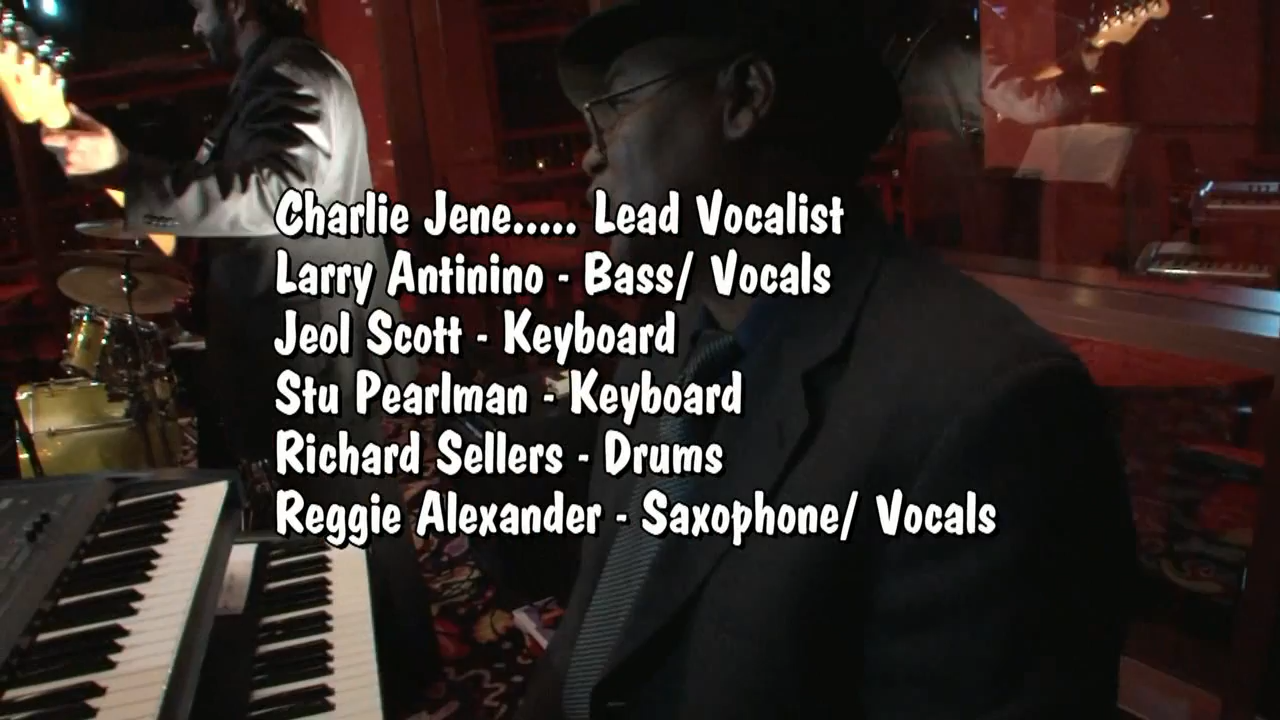 Charlie Jene..... Lead Vocalist
Larry Antinino - Bass/ Vocals
Jeol Scott - Keyboard
Stu Pearlman - Keyboard
Richard Sellers - Drums
Reggie Alexander - Saxophone/ Vocals